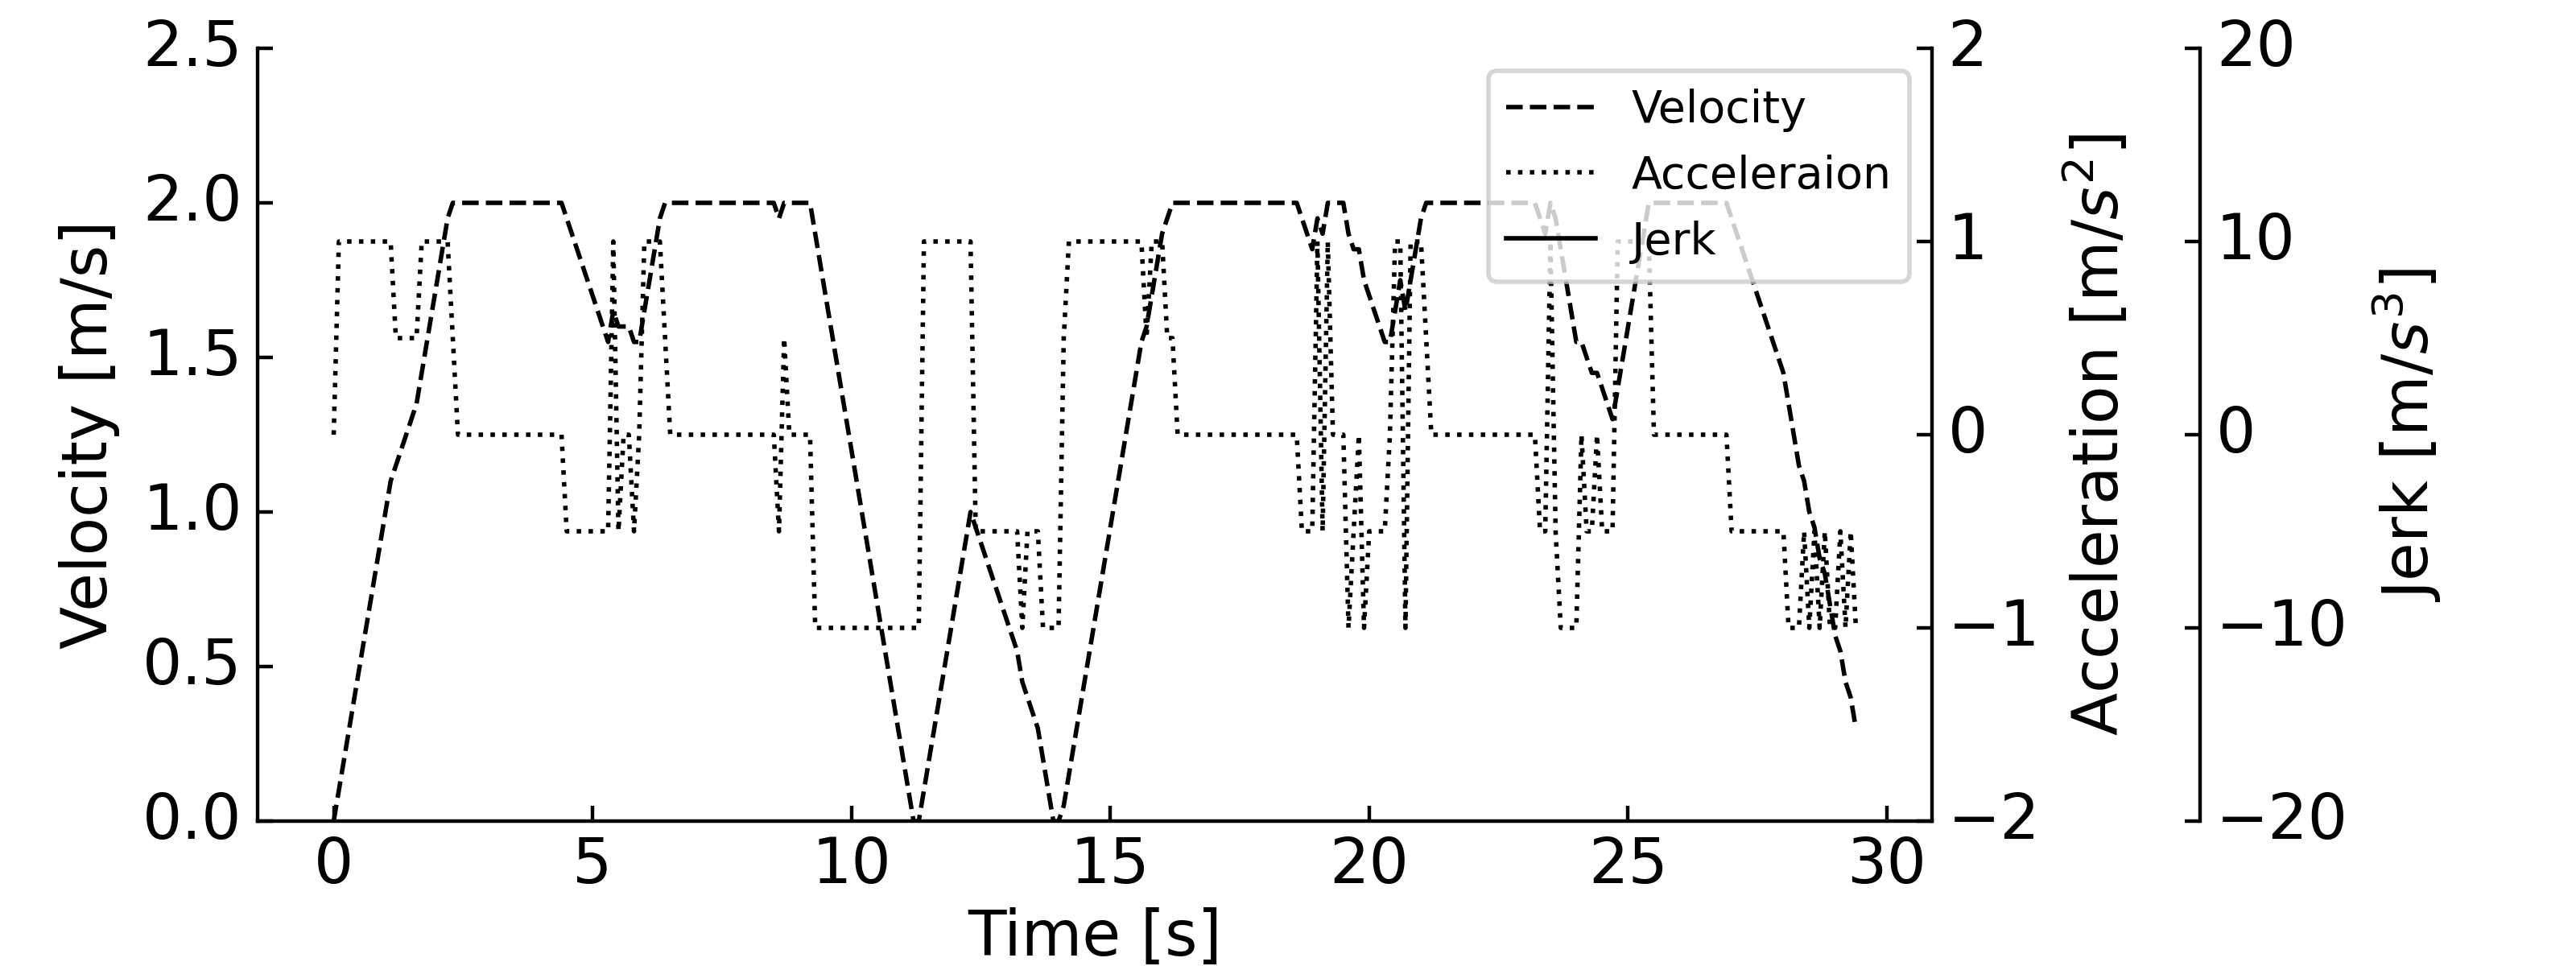 Velocity [m/s]
2.5
2.0
1.5
1.0
0.5
0.0
0 5 10 15 20 25 30
Time [s]
Velocity
Acceleraion
Jerk
2
1
0
−1
−2
Acceleration [m/s²]
20
10
0
−10
−20
Jerk [m/s³]